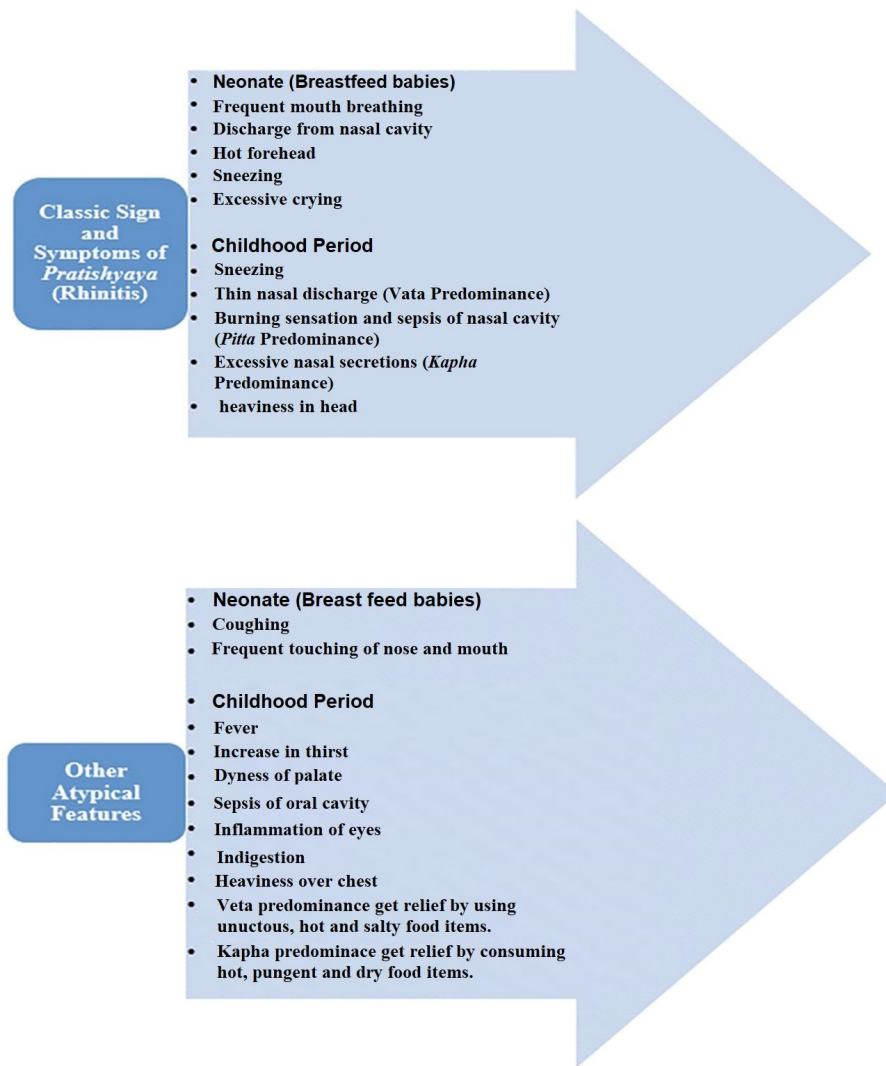 Classic Sign
and
Symptoms of
Pratishyaya
(Rhinitis)
• Neonate (Breastfeed babies)
• Frequent mouth breathing
• Discharge from nasal cavity
• Hot forehead
• Sneezing
• Excessive crying
• Childhood Period
• Sneezing
• Thin nasal discharge (Vata Predominance)
• Burning sensation and sepsis of nasal cavity
(Pitta Predominance)
• Excessive nasal secretions (Kapha
Predominance)
• heaviness in head
Other
Atypical
Features
• Neonate (Breast feed babies)
• Coughing
• Frequent touching of nose and mouth
• Childhood Period
• Fever
• Increase in thirst
• Dyness of palate
• Sepsis of oral cavity
• Inflammation of eyes
• Indigestion
• Heaviness over chest
• Veta predominance get relief by using
unuctous, hot and salty food items.
• Kapha predominace get relief by consuming
hot, pungent and dry food items.